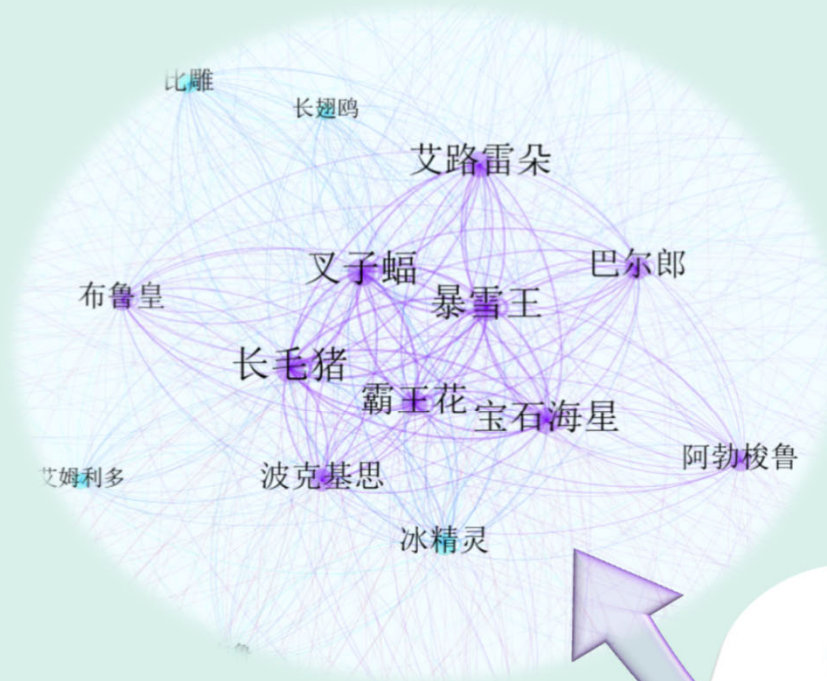 比雕
长翅鸥
艾路雷朵
叉子蝠
巴尔郎
布鲁皇
暴雪王
长毛猪
霸王花
宝石海星
阿勃梭鲁
波克基思
艾姆利多
冰精灵